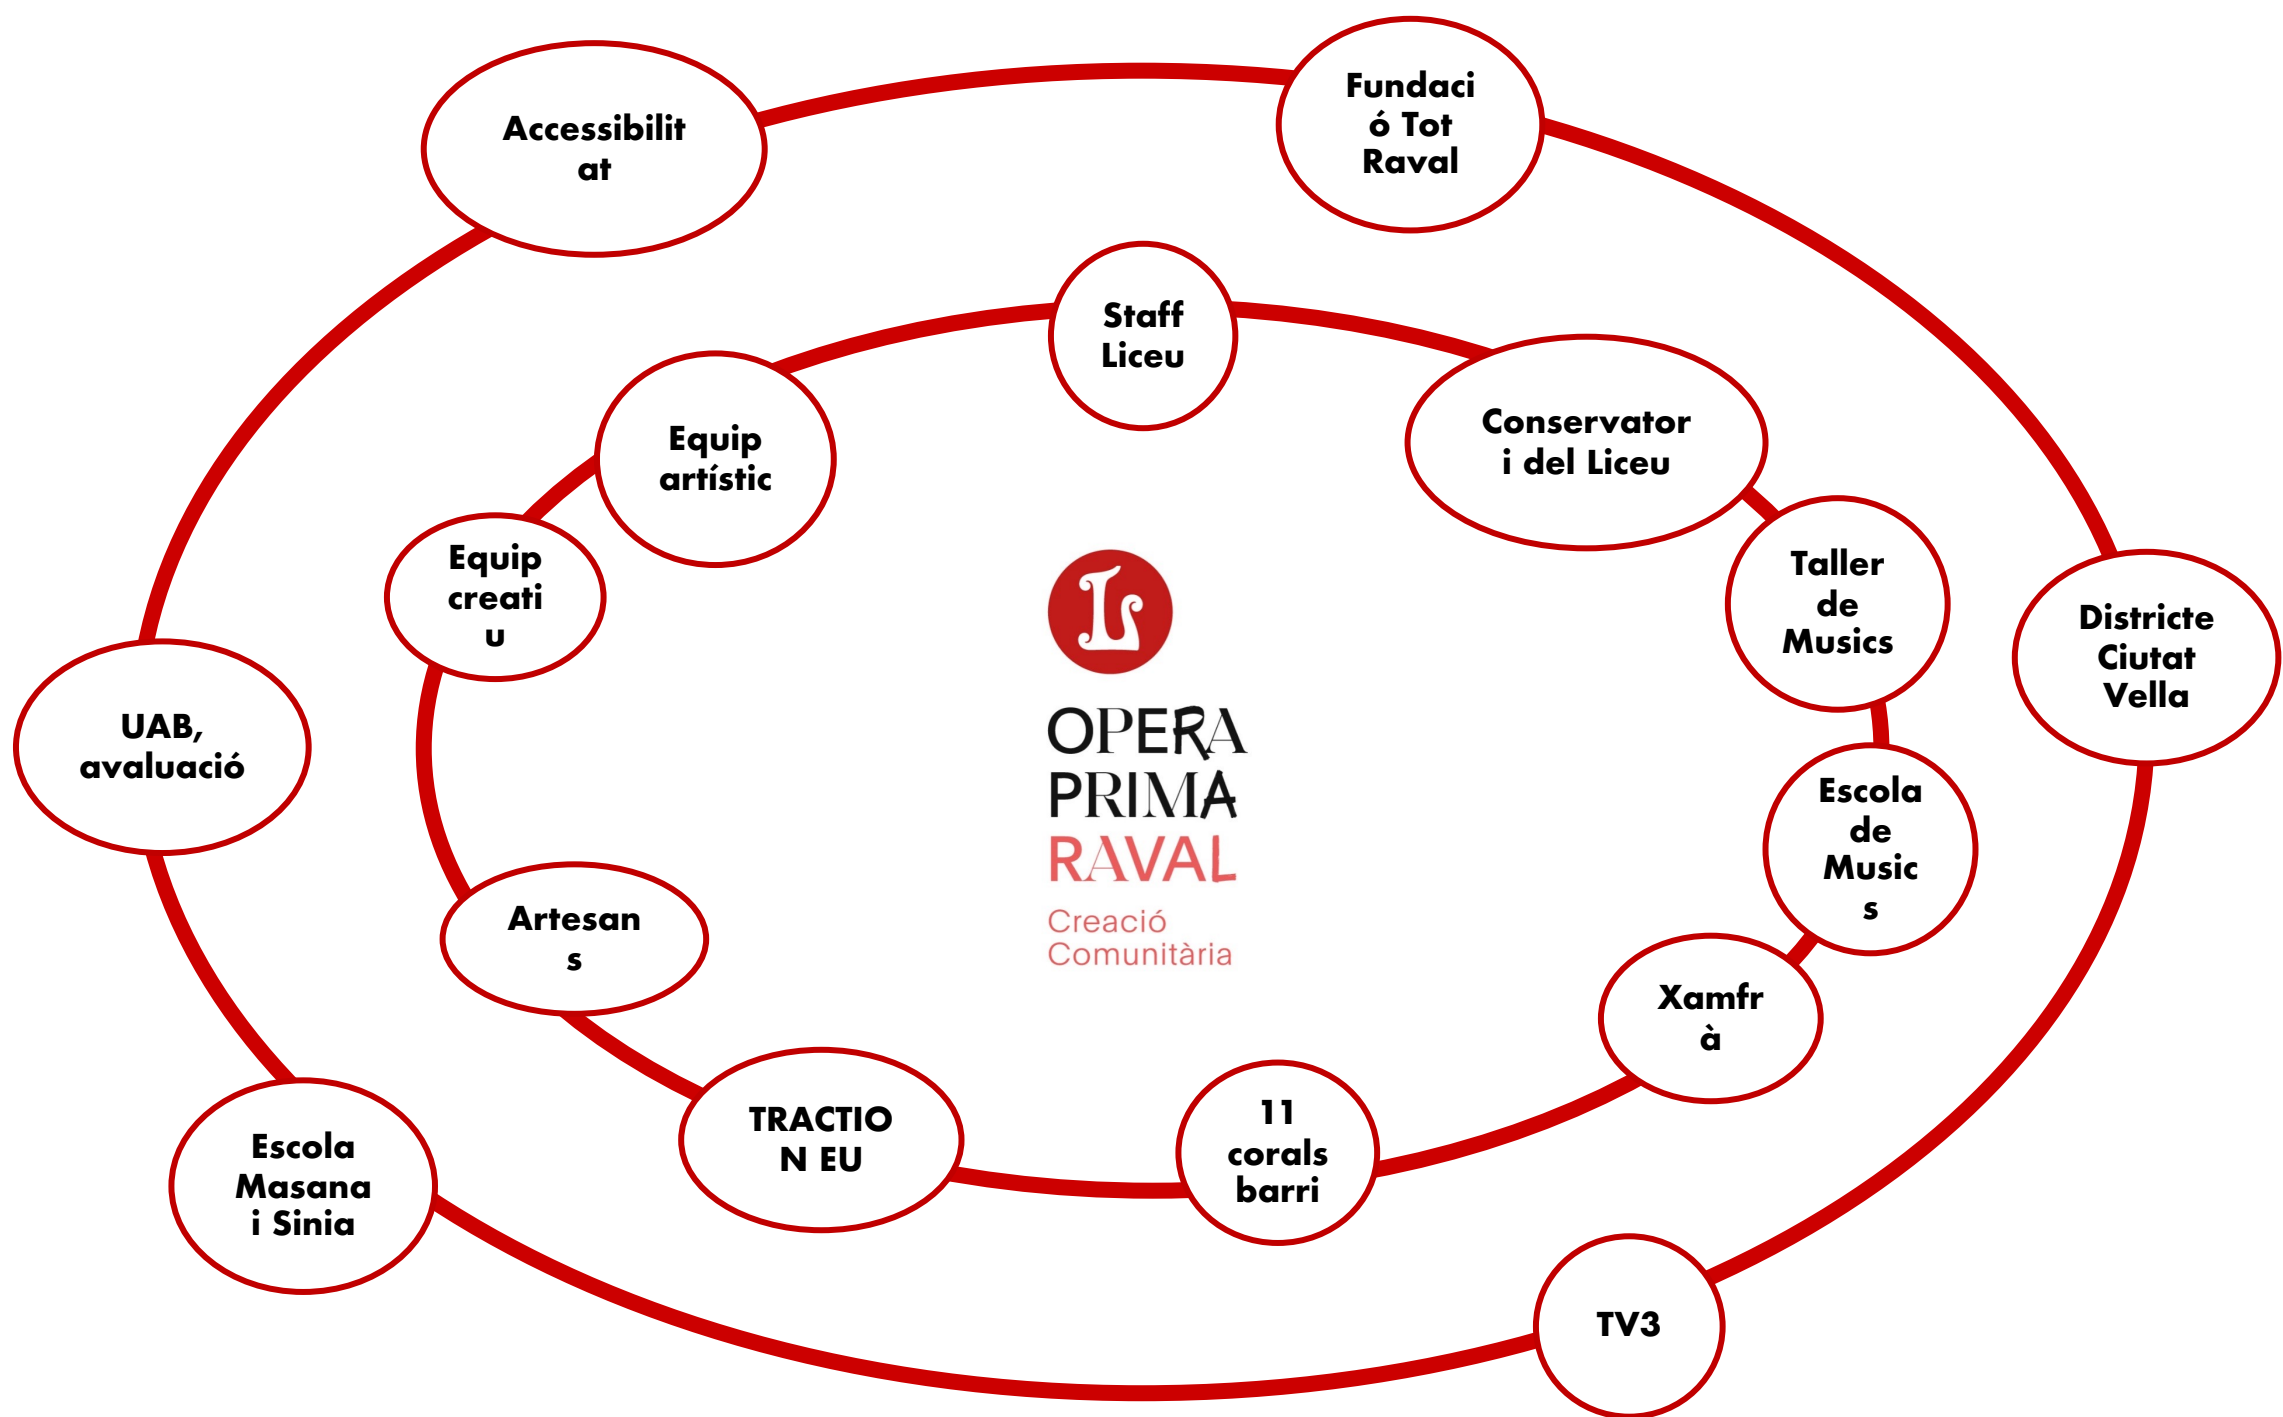 Accessibilit
at
Fundaci
ó Tot
Raval
Staff
Liceu
Equip
artístic
Conservator
i del Liceu
Equip
creati
u
Taller
de
Musics
Districte
Ciutat
Vella
UAB,
avaluació
OPERA
PRIMA
RAVAL
Creació
Comunitària
Escola
de
Music
s
Artesan
s
Xamfr
à
TRACTIO
N EU
11
corals
barri
Escola
Masana
i Sinia
TV3